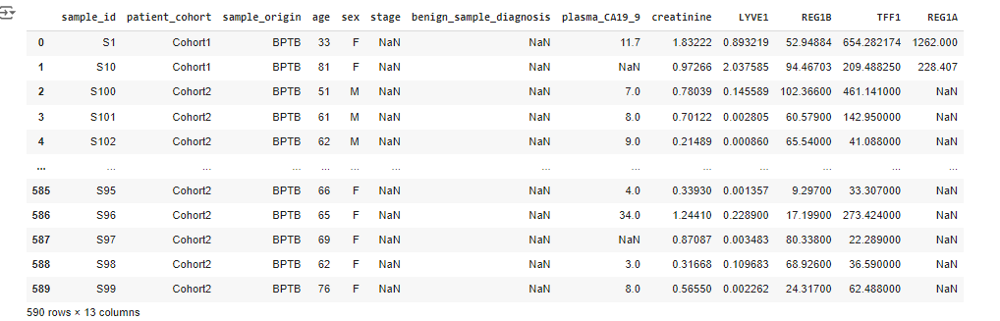 sample_id patient_cohort sample_origin age sex stage benign_sample_diagnosis plasma_CA19_9 creatinine LYVE1 REG1B TFF1 REG1A
0 S1 Cohort1 BPTB 33 F NaN NaN 11.7 1.83222 0.893219 52.94884 654.282174 1262.000
1 S10 Cohort1 BPTB 81 F NaN NaN NaN 0.97266 2.037585 94.46703 209.488250 228.407
2 S100 Cohort2 BPTB 51 M NaN NaN 7.0 0.78039 0.145589 102.36600 461.141000 NaN
3 S101 Cohort2 BPTB 61 M NaN NaN 8.0 0.70122 0.002805 60.57900 142.950000 NaN
4 S102 Cohort2 BPTB 62 M NaN NaN 9.0 0.21489 0.000860 65.54000 41.088000 NaN
... ... ... ... ... ... ... ... ... ... ... ... ... ...
585 S95 Cohort2 BPTB 66 F NaN NaN 4.0 0.33930 0.001357 9.29700 33.307000 NaN
586 S96 Cohort2 BPTB 65 F NaN NaN 34.0 1.24410 0.228900 17.19900 273.424000 NaN
587 S97 Cohort2 BPTB 69 F NaN NaN NaN 0.87087 0.003483 80.33800 22.289000 NaN
588 S98 Cohort2 BPTB 62 F NaN NaN 3.0 0.31668 0.109683 68.92600 36.590000 NaN
589 S99 Cohort2 BPTB 76 F NaN NaN 8.0 0.56550 0.002262 24.31700 62.488000 NaN
590 rows × 13 columns